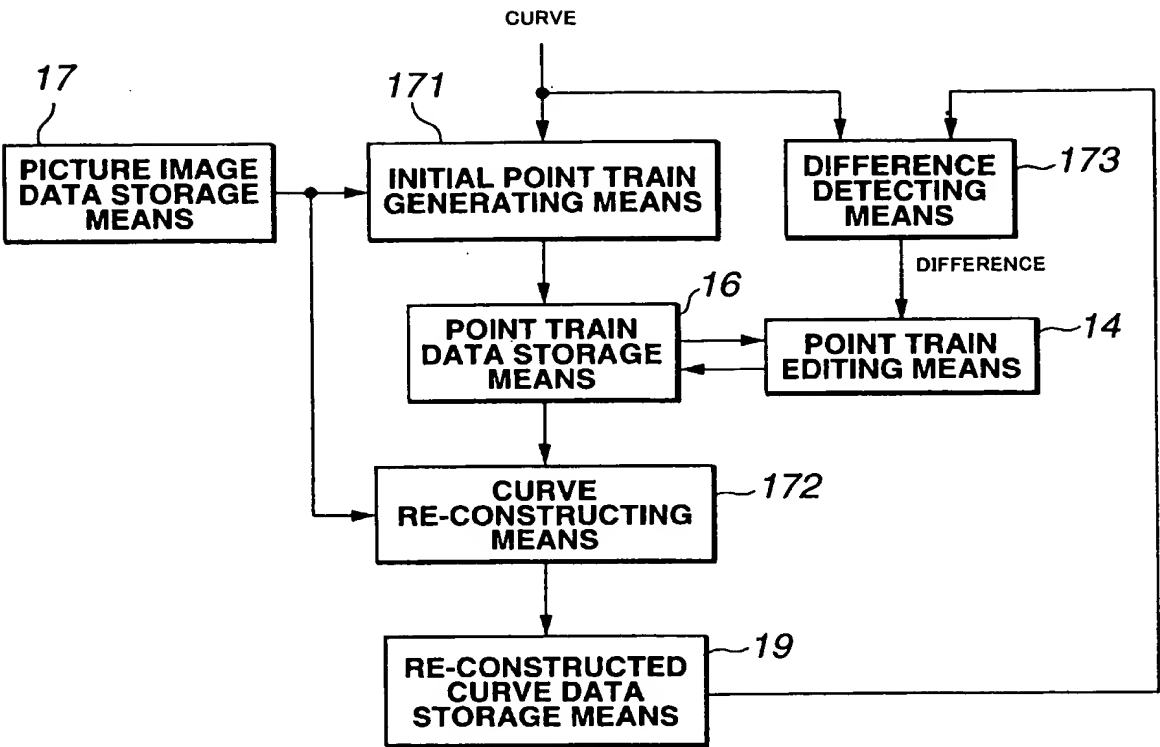 CURVE
17
171
PICTURE IMAGE
DATA STORAGE
MEANS
INITIAL POINT TRAIN
GENERATING MEANS
DIFFERENCE
DETECTING
MEANS
173
DIFFERENCE
16
POINT TRAIN
DATA STORAGE
MEANS
POINT TRAIN
EDITING MEANS
14
CURVE
RE-CONSTRUCTING
MEANS
172
RE-CONSTRUCTED
CURVE DATA
STORAGE MEANS
19